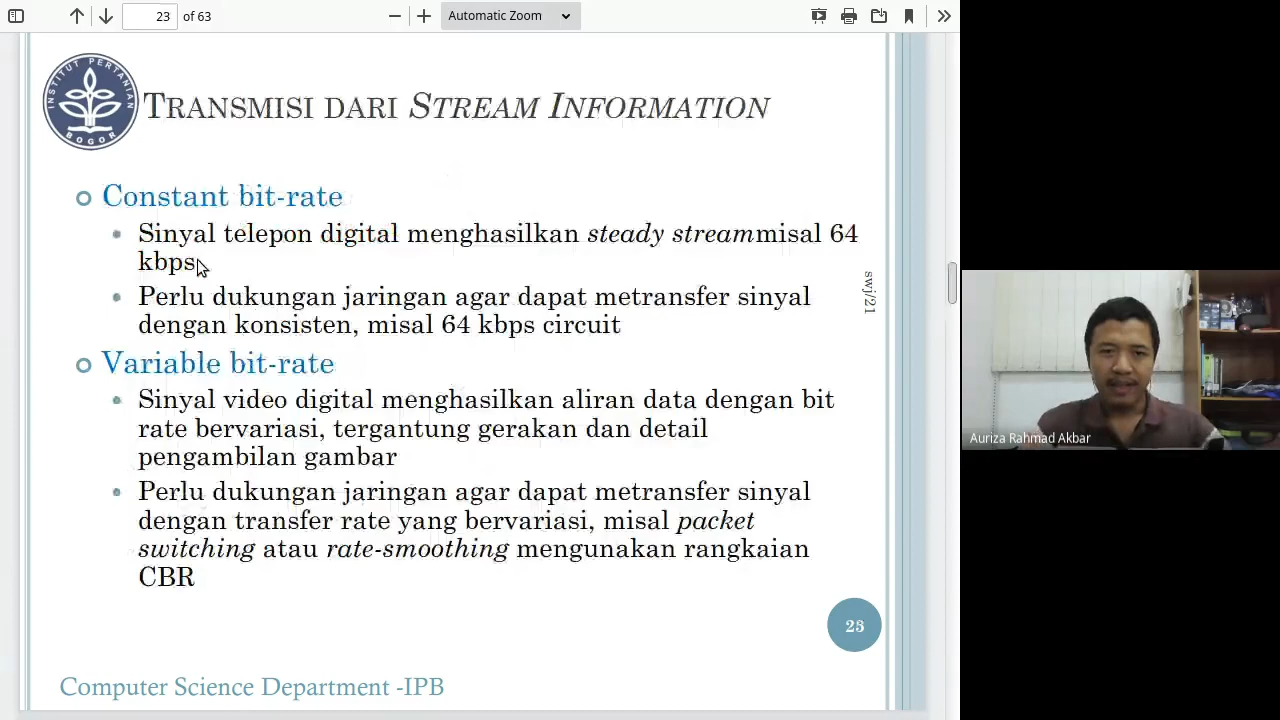 23 of 63
Automatic Zoom
INSTITUT PERTANIAN
BOGOR
TRANSMISI DARI STREAM INFORMATION
Constant bit-rate
Sinyal telepon digital menghasilkan steady streammisal 64
kbps
Perlu dukungan jaringan agar dapat metransfer sinyal
dengan konsisten, misal 64 kbps circuit
Variable bit-rate
Sinyal video digital menghasilkan aliran data dengan bit
rate bervariasi, tergantung gerakan dan detail
pengambilan gambar
Perlu dukungan jaringan agar dapat metransfer sinyal
dengan transfer rate yang bervariasi, misal packet
switching atau rate-smoothing mengunakan rangkaian
CBR
swj/21
23
Computer Science Department -IPB
Auriza Rahmad Akbar